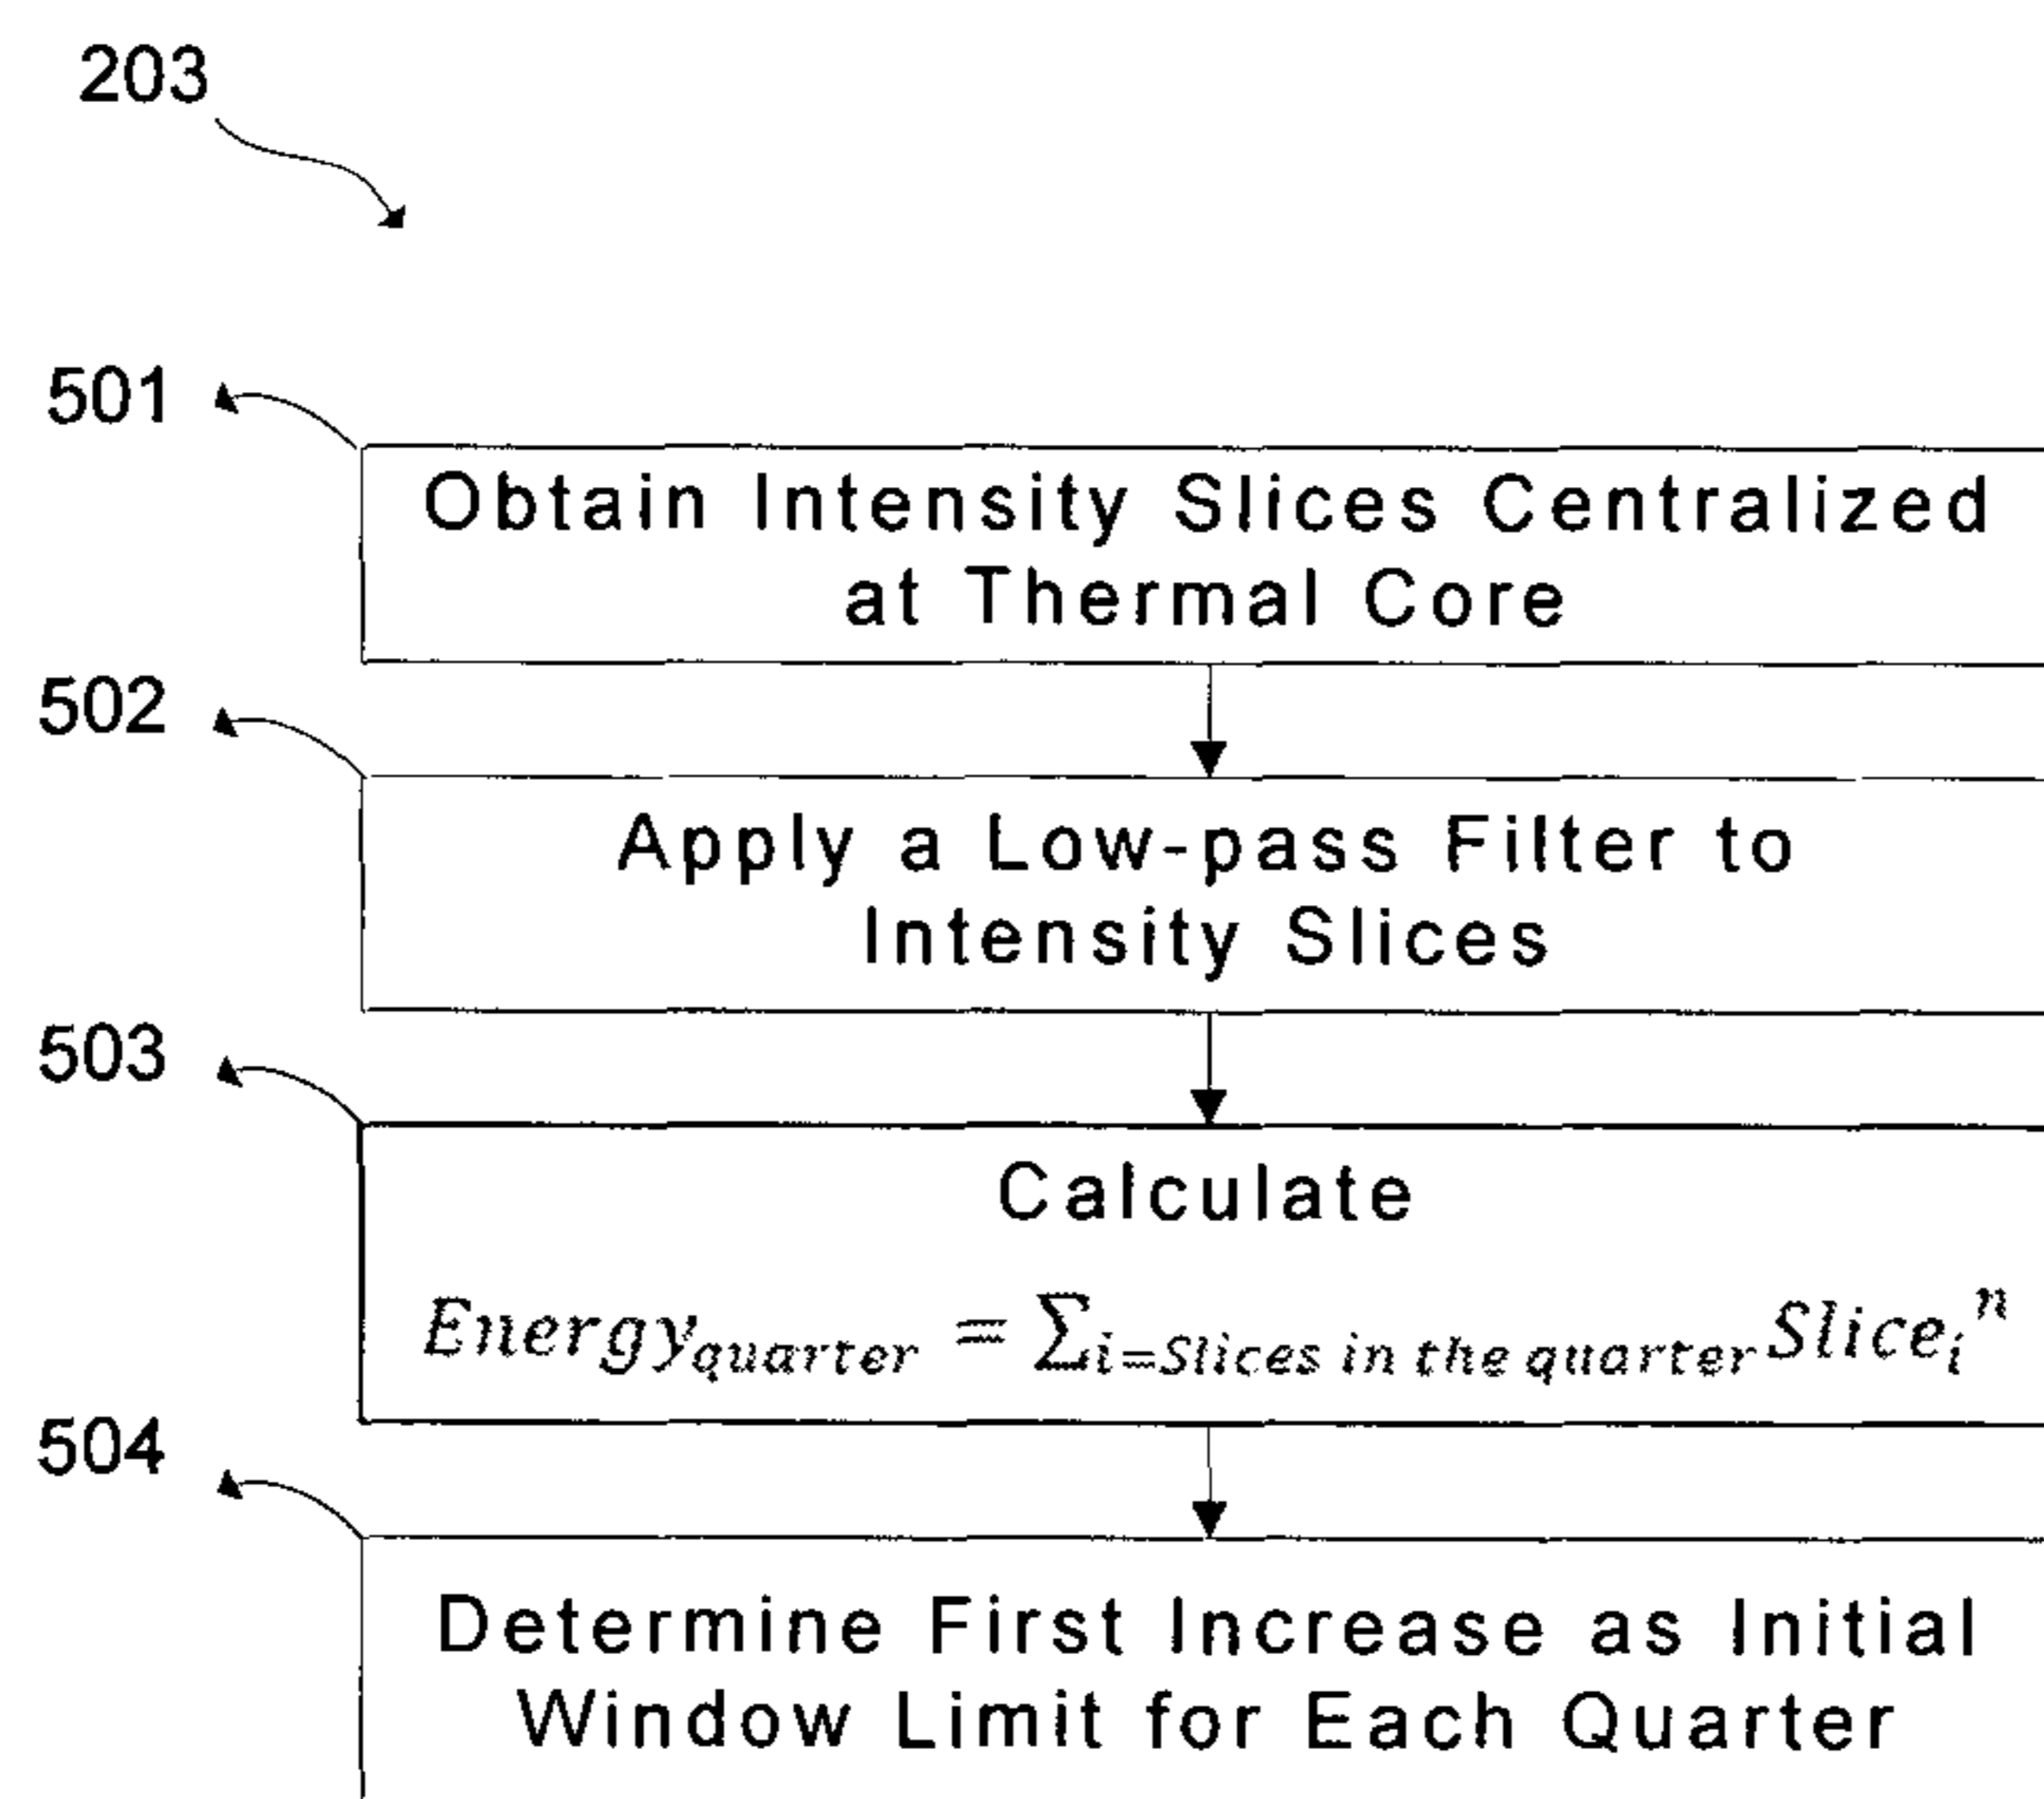 203
501
Obtain Intensity Slices Centralized
at Thermal Core
502
Apply a Low-pass Filter to
Intensity Slices
503
Calculate
Energy_quarter = ∑_i=Slices in the quarter Slice_i^n
504
Determine First Increase as Initial
Window Limit for Each Quarter